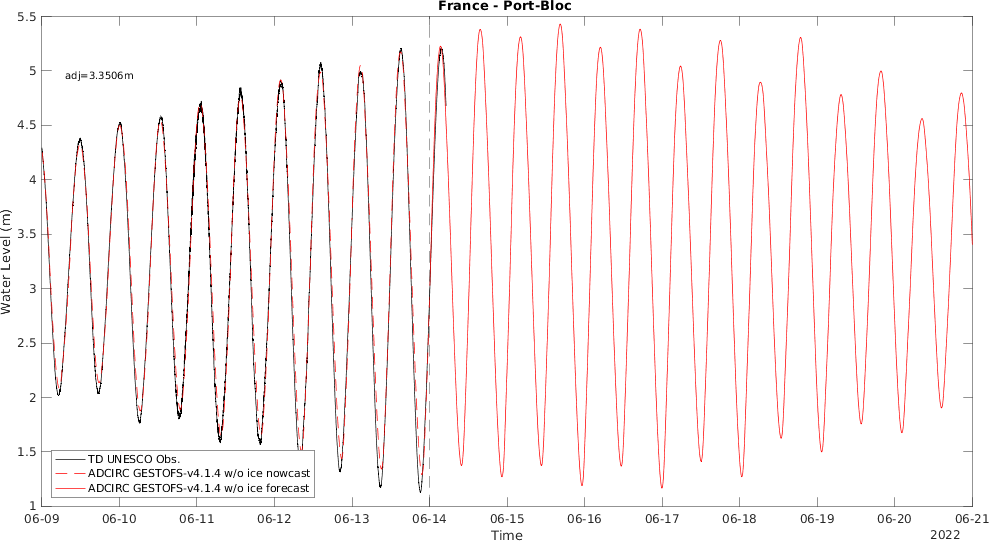 France - Port-Bloc
5.5
5
4.5
4
3.5
3
2.5
2
1.5
1
Water Level (m)
adj=3.3506m
TD UNESCO Obs.
ADCIRC GESTOFS-v4.1.4 w/o ice nowcast
ADCIRC GESTOFS-v4.1.4 w/o ice forecast
06-09 06-10 06-11 06-12 06-13 06-14 06-15 06-16 06-17 06-18 06-19 06-20 06-21
Time
2022